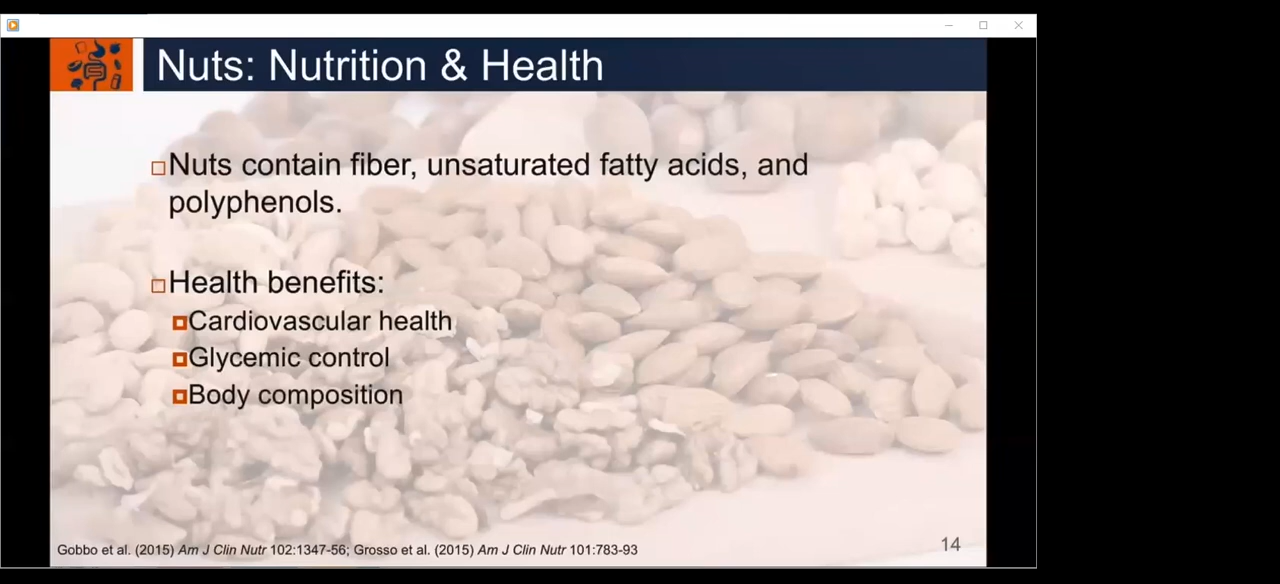 Nuts: Nutrition & Health
Nuts contain fiber, unsaturated fatty acids, and
polyphenols.
Health benefits:
Cardiovascular health
Glycemic control
Body composition
Gobbo et al. (2015) Am J Clin Nutr 102:1347-56; Grosso et al. (2015) Am J Clin Nutr 101:783-93
14